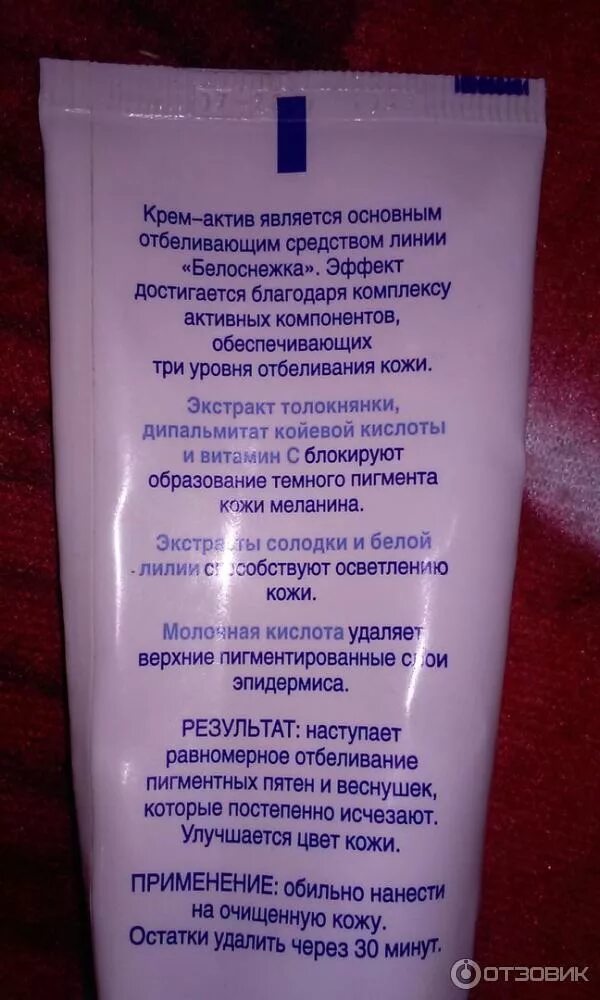 Крем–актив является основным
отбеливающим средством линии
«Белоснежка». Эффект
достигается благодаря комплексу
активных компонентов,
обеспечивающих
три уровня отбеливания кожи.
Экстракт толокнянки,
дипальмитат койевой кислоты
и витамин С блокируют
образование темного пигмента
кожи меланина.
Экстракты солодки и белой
лилии способствуют осветлению
кожи.
Молочная кислота удаляет
верхние пигментированные слои
эпидермиса.
РЕЗУЛЬТАТ: наступает
равномерное отбеливание
пигментных пятен и веснушек,
которые постепенно исчезают.
Улучшается цвет кожи.
ПРИМЕНЕНИЕ: обильно нанести
на очищенную кожу.
Остатки удалить через 30 минут.
ОТЗОВИК